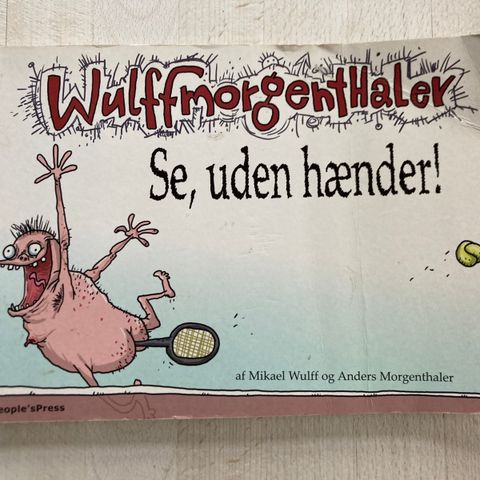 Wulffmorgenthaler
Se, uden hænder!
af Mikael Wulff og Anders Morgenthaler
eople'sPress